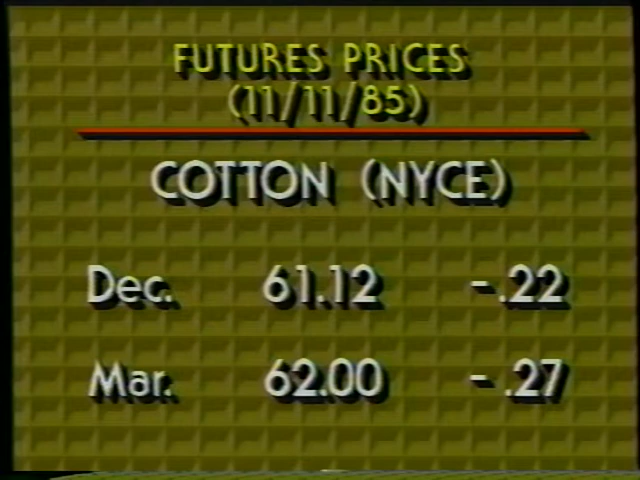 FUTURES PRICES
(11/11/85)
COTTON (NYCE)
Dec. 61.12 -.22
Mar. 62.00 -.27